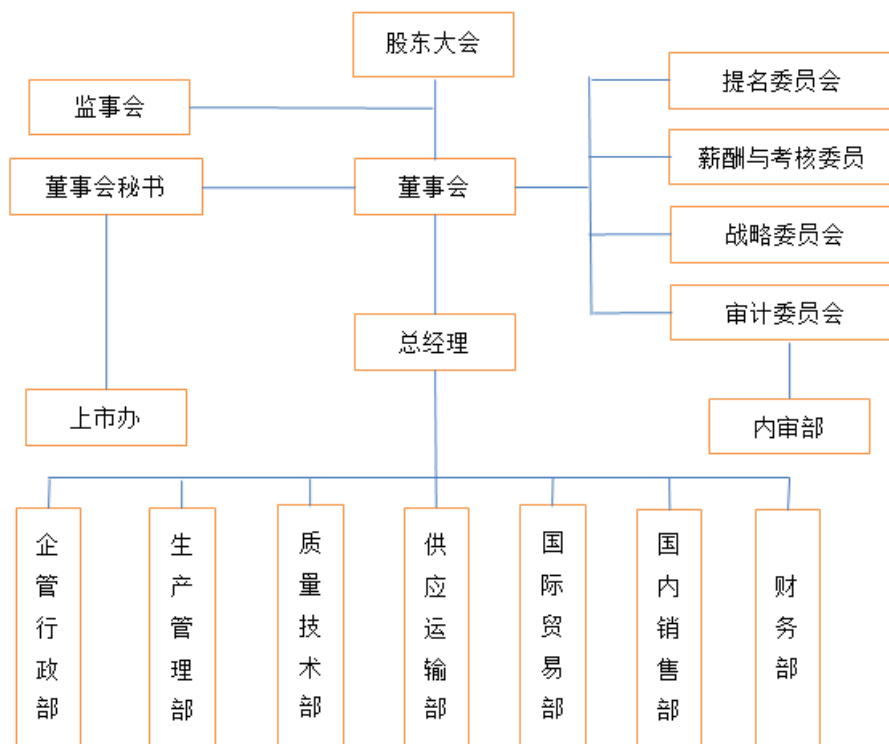 股东大会
监事会
提名委员会
薪酬与考核委员
董事会秘书
董事会
战略委员会
审计委员会
总经理
上市办
内审部
企管行政部
生产管理部
质量技术部
供应运输部
国际贸易部
国内销售部
财务部